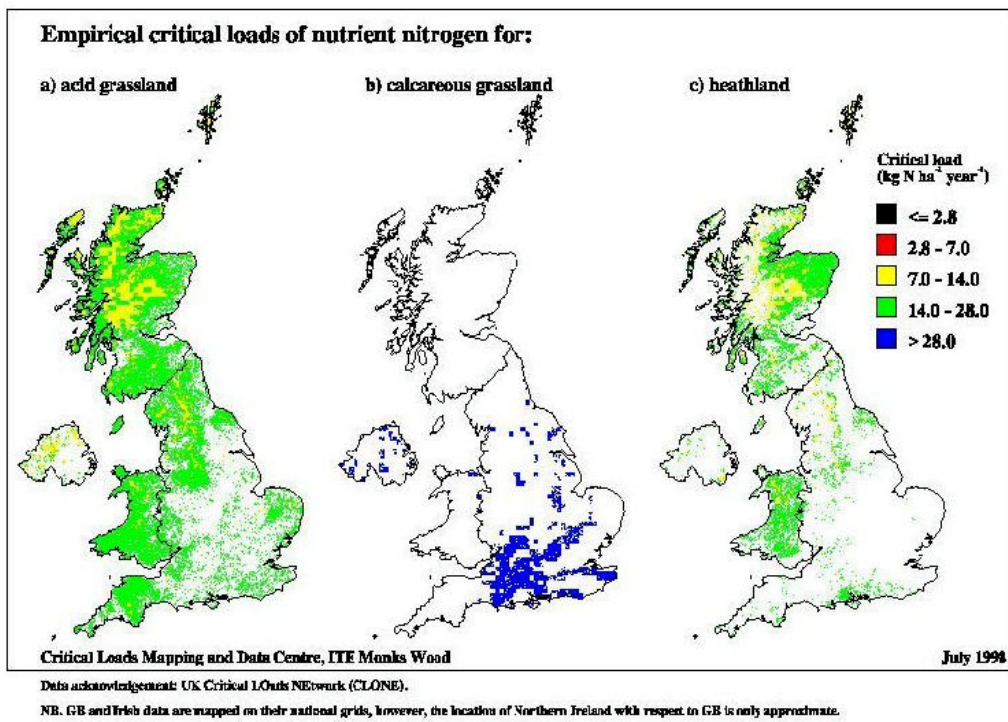 Empirical critical loads of nutrient nitrogen for:
a) acid grassland
b) calcareous grassland
c) heathland
Critical load
(kg N ha⁻¹ year⁻¹)
<= 2.8
2.8 - 7.0
7.0 - 14.0
14.0 - 28.0
> 28.0
Critical Loads Mapping and Data Centre, ITE Monks Wood
July 1998
Data acknowledgement: UK Critical LOads NEtwork (CLONE).
NB. GB and Irish data are mapped on their national grids, however, the location of Northern Ireland with respect to GB is only approximate.